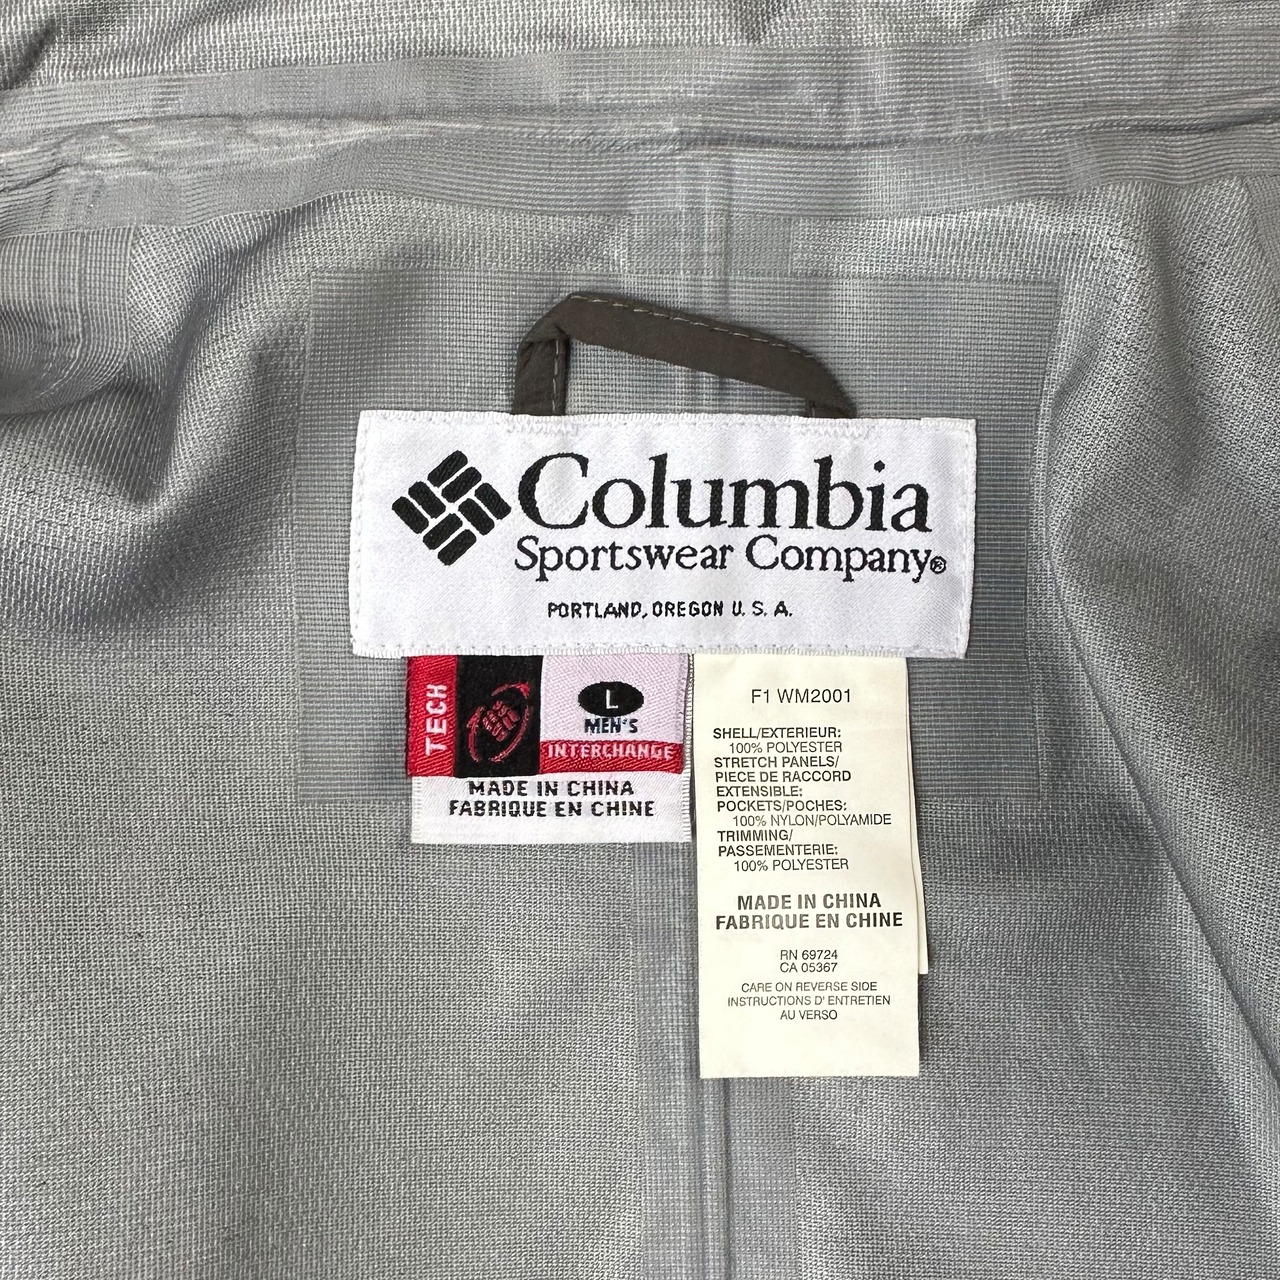 Columbia
Sportswear Company®
PORTLAND, OREGON U. S. A.
TECH
L
MEN'S
INTERCHANGE
MADE IN CHINA
FABRIQUE EN CHINE
F1 WM2001
SHELL/EXTERIEUR:
100% POLYESTER
STRETCH PANELS/
PIECE DE RACCORD
EXTENSIBLE:
POCKETS/POCHES:
100% NYLON/POLYAMIDE
TRIMMING/
PASSEMENTERIE:
100% POLYESTER
MADE IN CHINA
FABRIQUE EN CHINE
RN 69724
CA 05367
CARE ON REVERSE SIDE
INSTRUCTIONS D' ENTRETIEN
AU VERSO